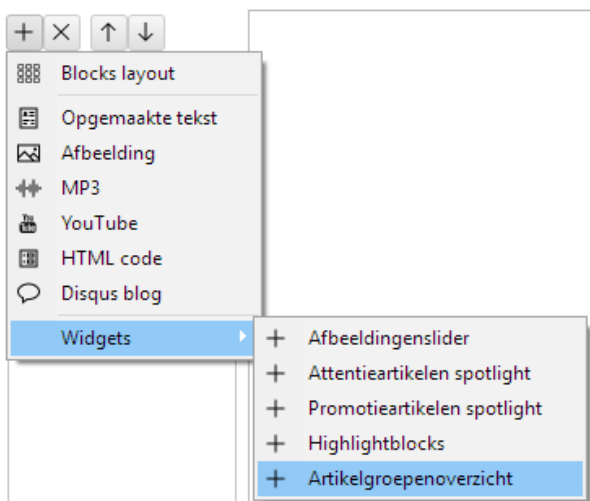 Blocks layout
Opgemaakte tekst
Afbeelding
MP3
YouTube
HTML code
Disqus blog
Widgets
Afbeeldingenslider
Attentieartikelen spotlight
Promotieartikelen spotlight
Highlightblocks
Artikelgroepenoverzicht